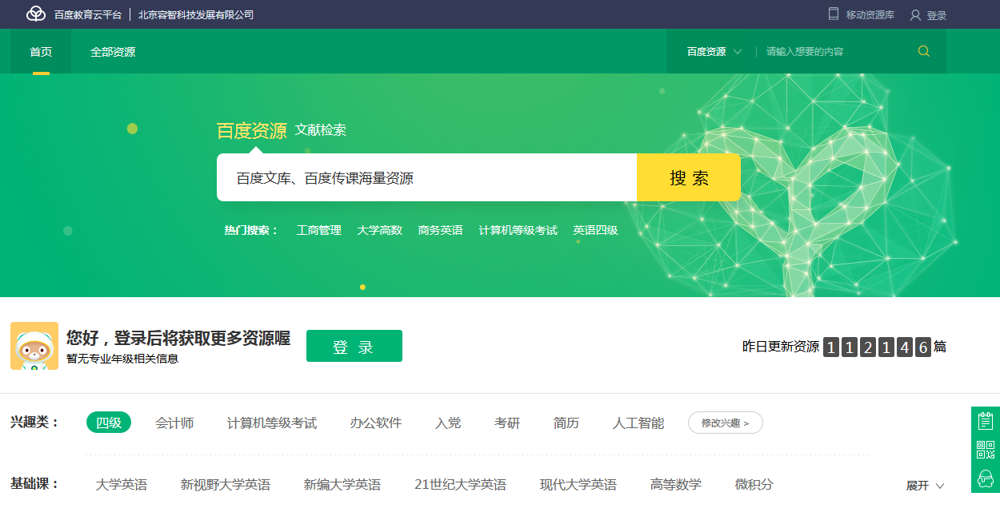 百度教育云平台 北京容智科技发展有限公司 移动资源库 登录
首页 全部资源 百度资源 请输入想要的内容
百度资源 文献检索
百度文库、百度传课海量资源 搜 索
热门搜索： 工商管理 大学高数 商务英语 计算机等级考试 英语四级
您好，登录后将获取更多资源喔
暂无专业年级相关信息
登 录
昨日更新资源 1 1 2 1 4 6 篇
兴趣类： 四级 会计师 计算机等级考试 办公软件 入党 考研 简历 人工智能 修改兴趣 >
基础课： 大学英语 新视野大学英语 新编大学英语 21世纪大学英语 现代大学英语 高等数学 微积分 展开